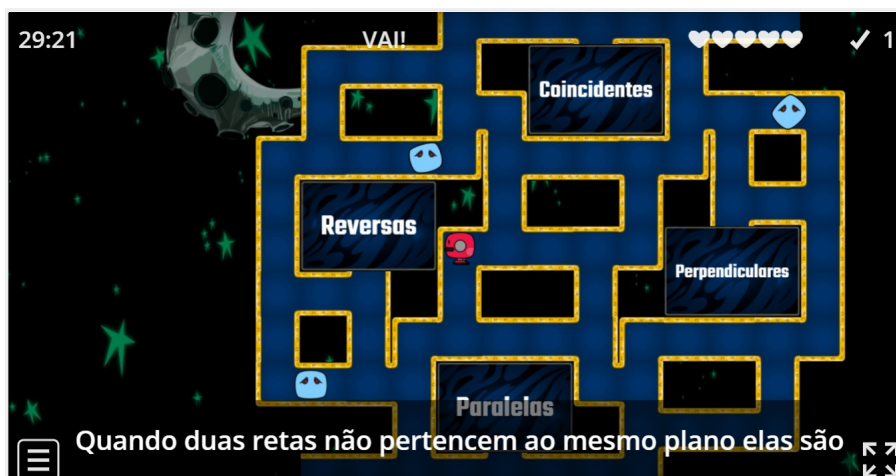 29:21
VAI!
1
Coincidentes
Reversas
Perpendiculares
Paralelas
Quando duas retas não pertencem ao mesmo plano elas são